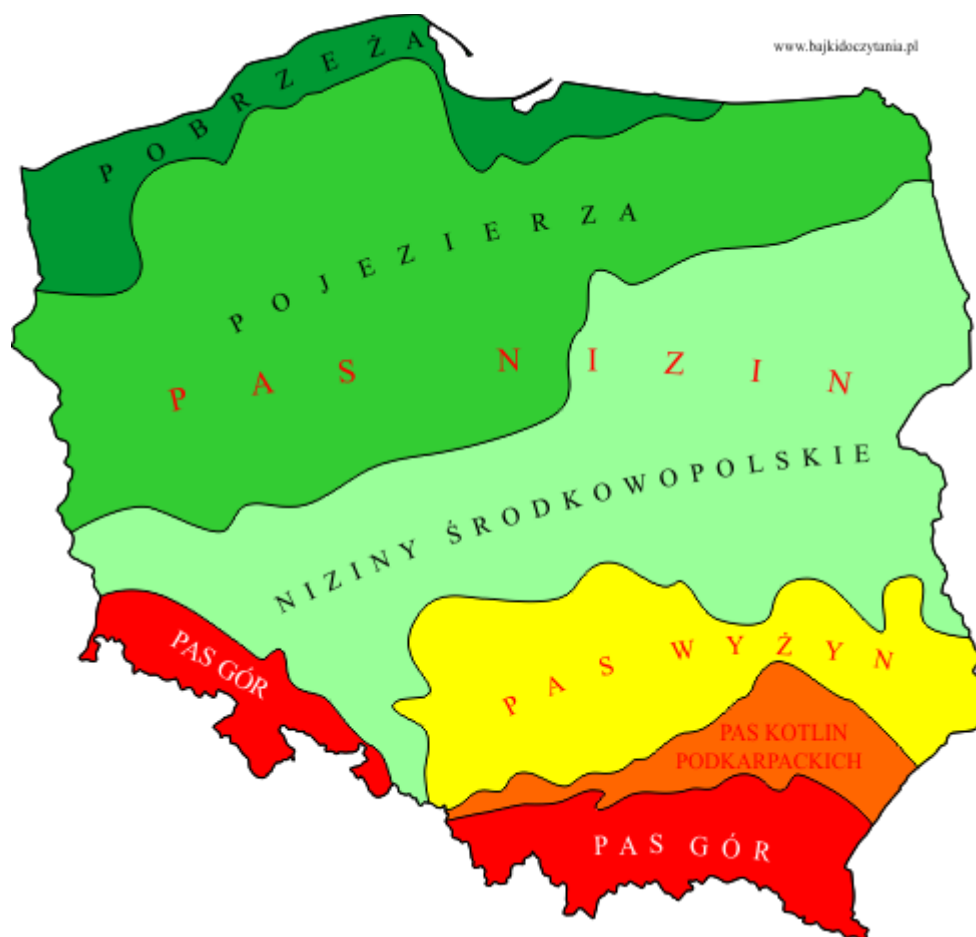 www.bajkidoczytania.pl
POBRZEŻA
POJEZIERZA
PAS NIZIN
NIZINY ŚRODKOWOPOLSKIE
PAS GÓR
PAS WYŻYN
PAS KOTLIN
PODKARPACKICH
PAS GÓR